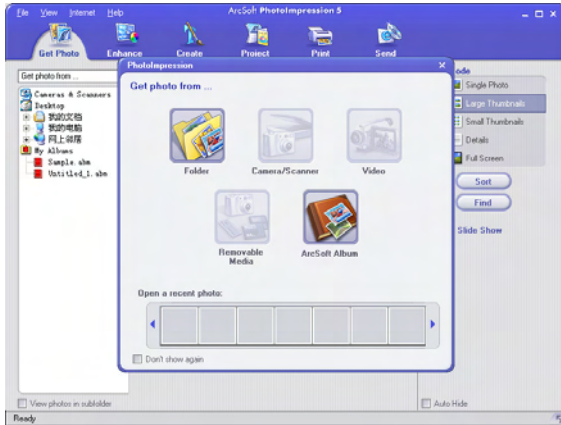 File View Internet Help
ArcSoft PhotoImpression 5
Get Photo Enhance Create Project Print Send
Get photo from ...
Cameras & Scanners
Desktop
我的文档
我的电脑
网上邻居
My Albums
Sample.abm
Untitled_1.abm
View photos in subfolder
Ready
PhotoImpression
Get photo from ...
Folder Camera/Scanner Video
Removable Media
ArcSoft Album
Open a recent photo:
Don't show again
ode
Single Photo
Large Thumbnails
Small Thumbnails
Details
Full Screen
Sort
Find
Slide Show
Auto Hide